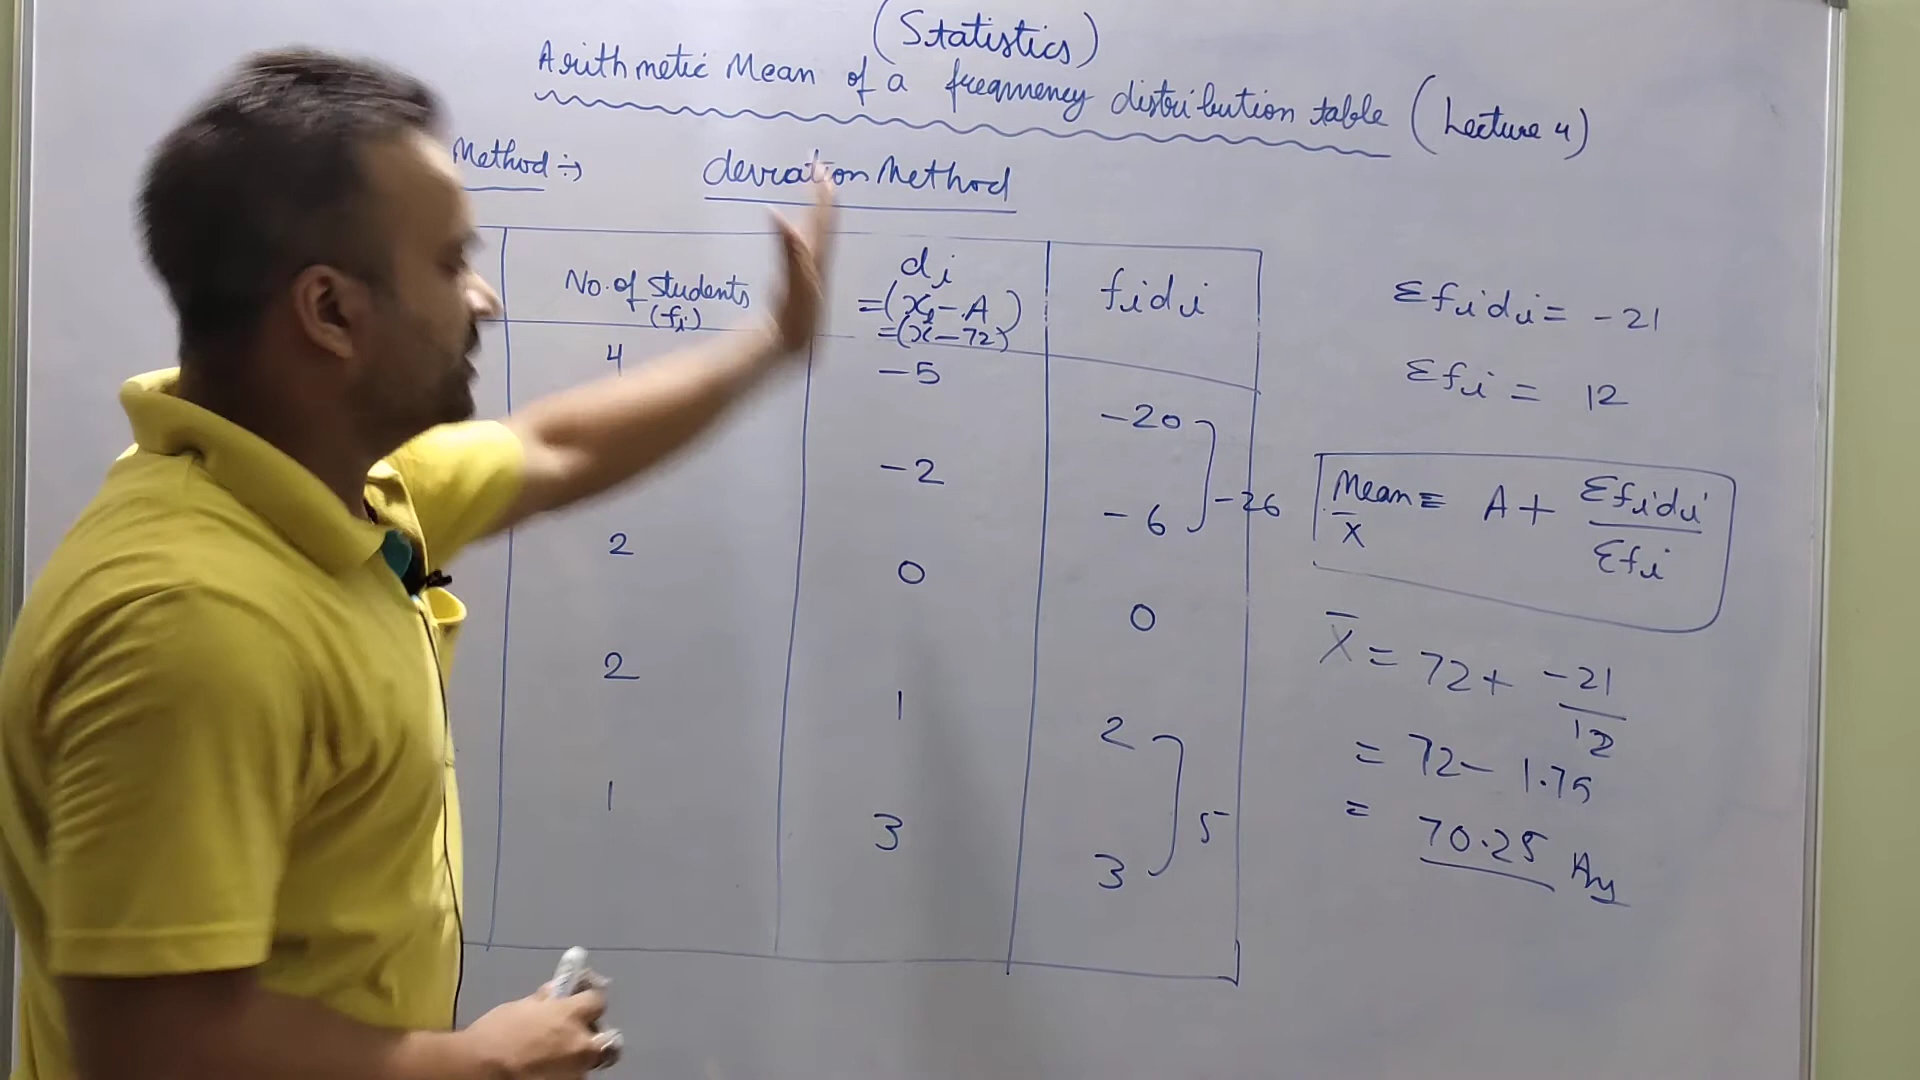 (Statistics)
Arithmetic Mean of a frequency distribution table (Lecture 4)
Method :→ deviation Method
No. of students
(fi)
di
=(xi-A)
=(x-72)
fidi
4 -5 -20
-2 -6
-26
2 0 0
2 1 2
1 3 3
5
Σfidi = -21
Σfi = 12
Mean = A + Σfidi
x̄ Σfi
X̄ = 72 + -21
12
= 72 - 1.75
= 70.25 Ans